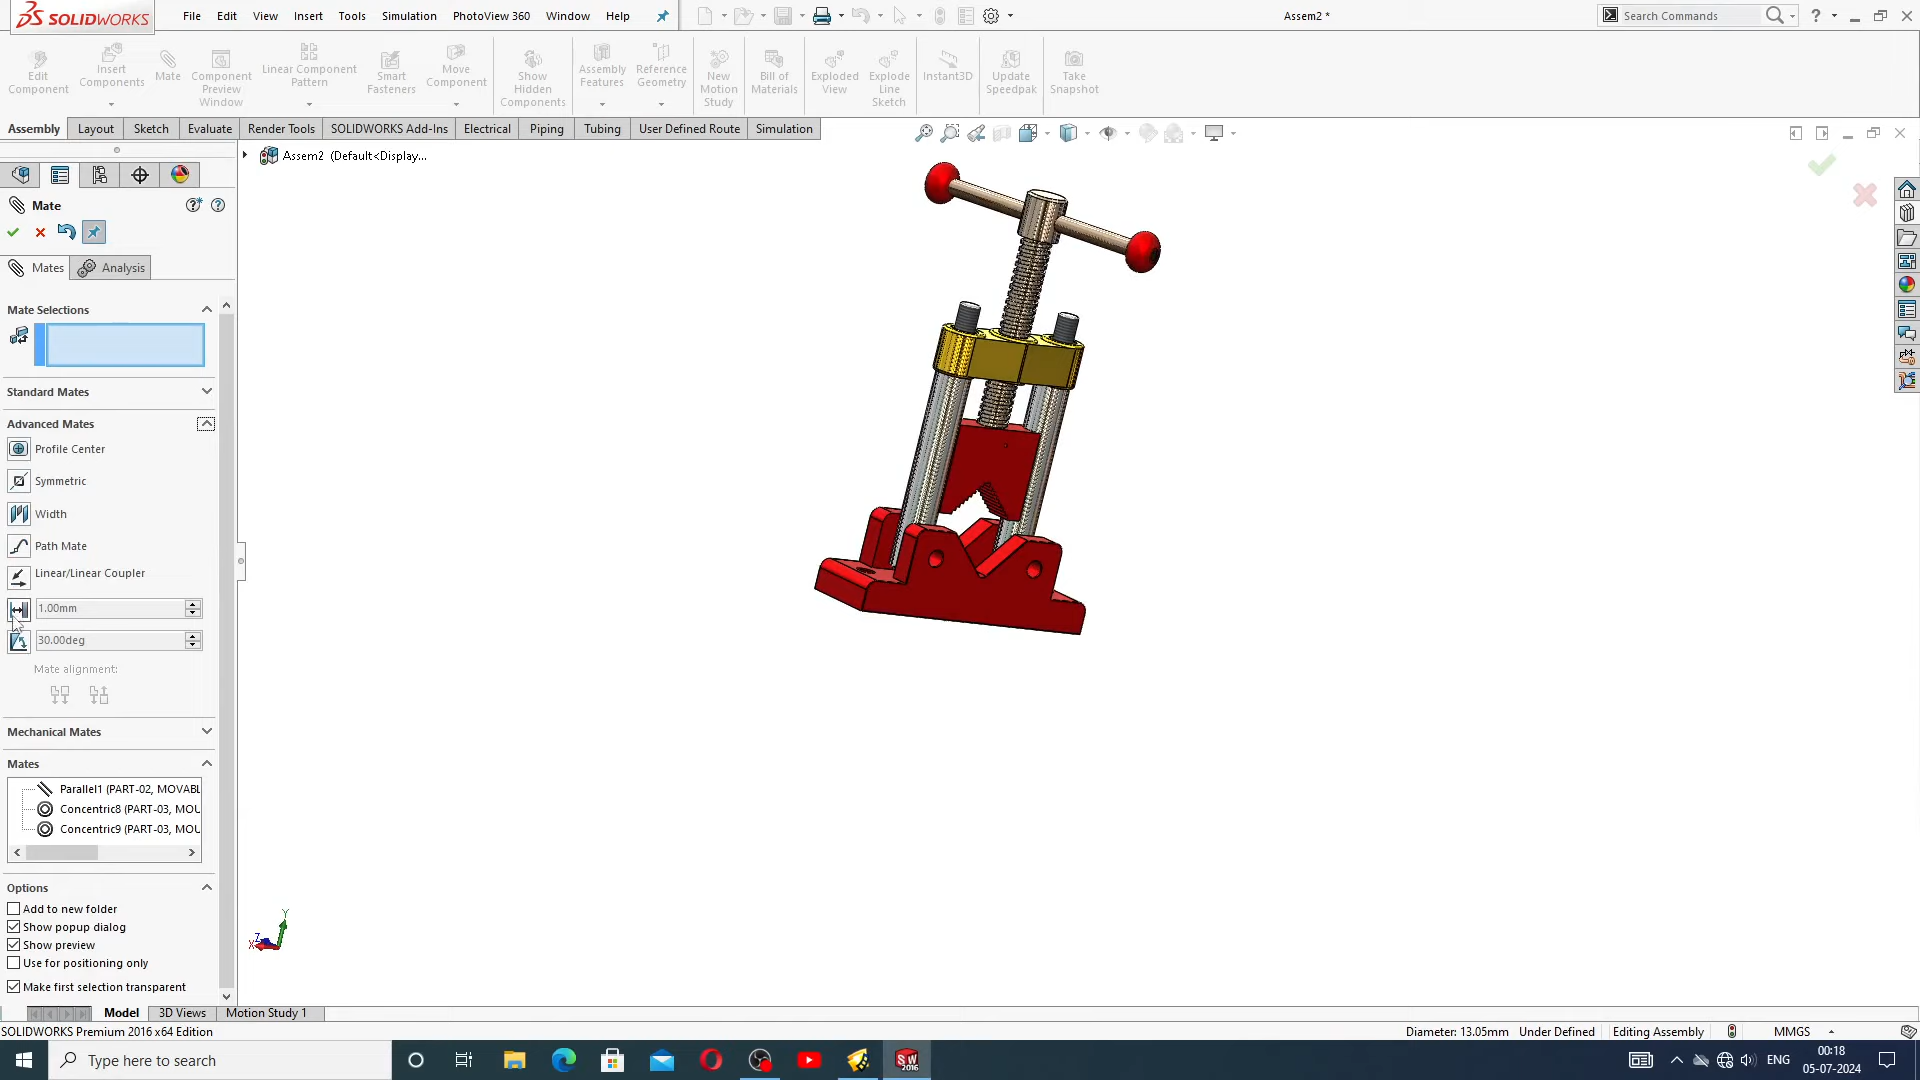 SOLIDWORKS
File Edit View Insert Tools Simulation PhotoView 360 Window Help
Assem2 *
Search Commands
Edit Component
Insert Components
Mate
Component Preview Window
Linear Component Pattern
Smart Fasteners
Move Component
Show Hidden Components
Assembly Features
Reference Geometry
New Motion Study
Bill of Materials
Exploded View
Explode Line Sketch
Instant3D
Update Speedpak
Take Snapshot
Assembly Layout Sketch Evaluate Render Tools SOLIDWORKS Add-Ins Electrical Piping Tubing User Defined Route Simulation
Assem2 (Default<Display...
Mate
Mates Analysis
Mate Selections
Standard Mates
Advanced Mates
Profile Center
Symmetric
Width
Path Mate
Linear/Linear Coupler
1.00mm
30.00deg
Mate alignment:
Mechanical Mates
Mates
Parallel1 (PART-02, MOVABL
Concentric8 (PART-03, MOU
Concentric9 (PART-03, MOU
Options
Add to new folder
Show popup dialog
Show preview
Use for positioning only
Make first selection transparent
Y
Z
X
Model 3D Views Motion Study 1
SOLIDWORKS Premium 2016 x64 Edition
Diameter: 13.05mm Under Defined Editing Assembly MMGS
Type here to search
SW
2016
ENG
00:18
05-07-2024